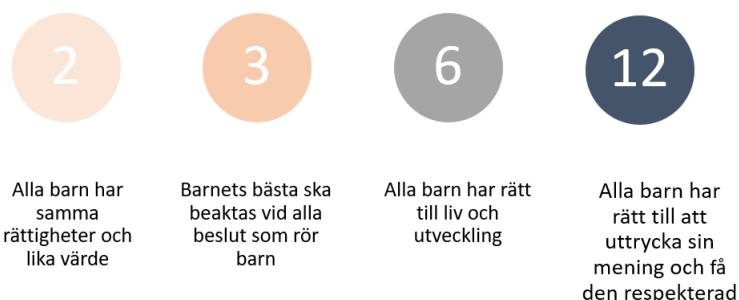 2
Alla barn har
samma
rättigheter och
lika värde
3
Barnets bästa ska
beaktas vid alla
beslut som rör
barn
6
Alla barn har rätt
till liv och
utveckling
12
Alla barn har
rätt till att
uttrycka sin
mening och få
den respekterad